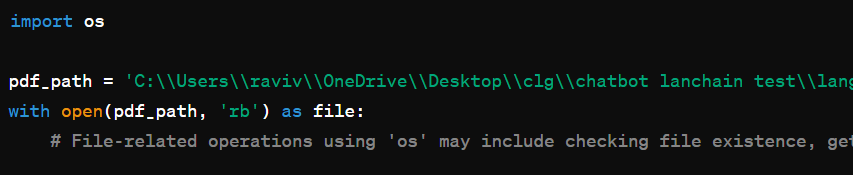 import os
pdf_path = 'C:\\Users\\raviv\\OneDrive\\Desktop\\clg\\chatbot lanchain test\\lang
with open(pdf_path, 'rb') as file:
# File-related operations using 'os' may include checking file existence, get